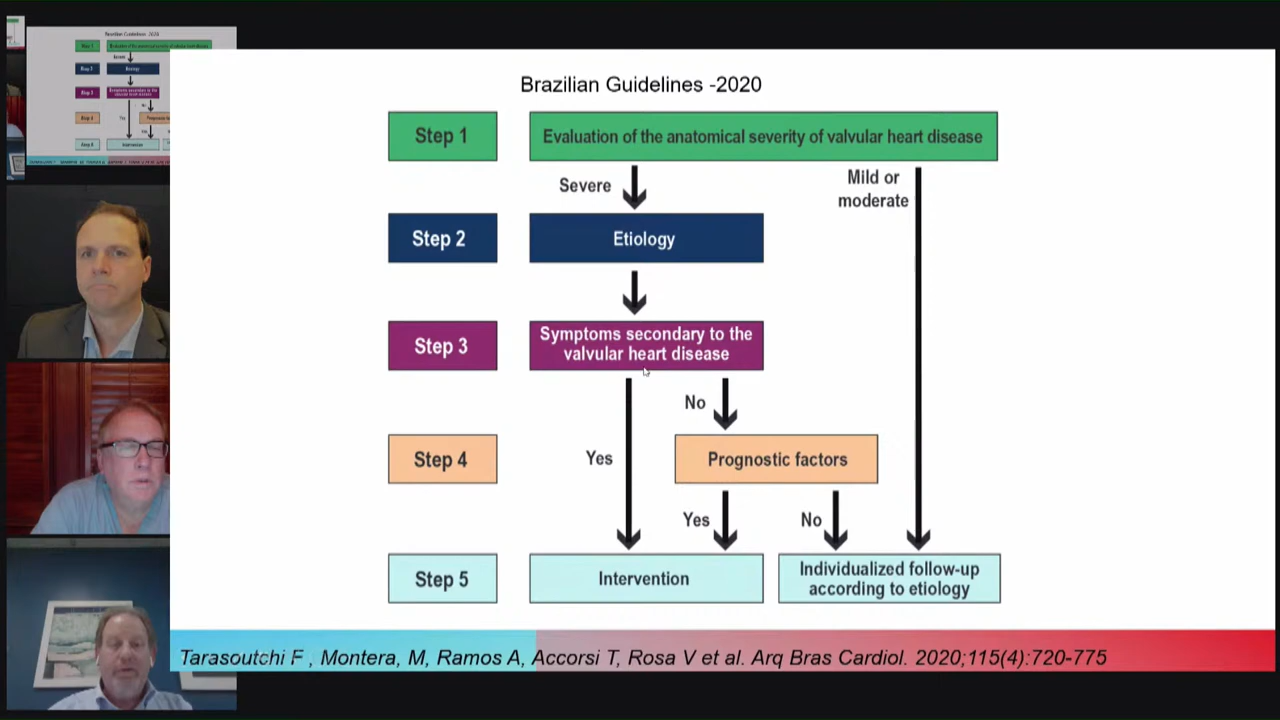 Brazilian Guidelines -2020
Step 1
Evaluation of the anatomical severity of valvular heart disease
Severe
Mild or
moderate
Step 2
Etiology
Step 3
Symptoms secondary to the
valvular heart disease
No
Yes
Step 4
Prognostic factors
Yes
No
Step 5
Intervention
Individualized follow-up
according to etiology
Tarasoutchi F , Montera, M, Ramos A, Accorsi T, Rosa V et al. Arq Bras Cardiol. 2020;115(4):720-775